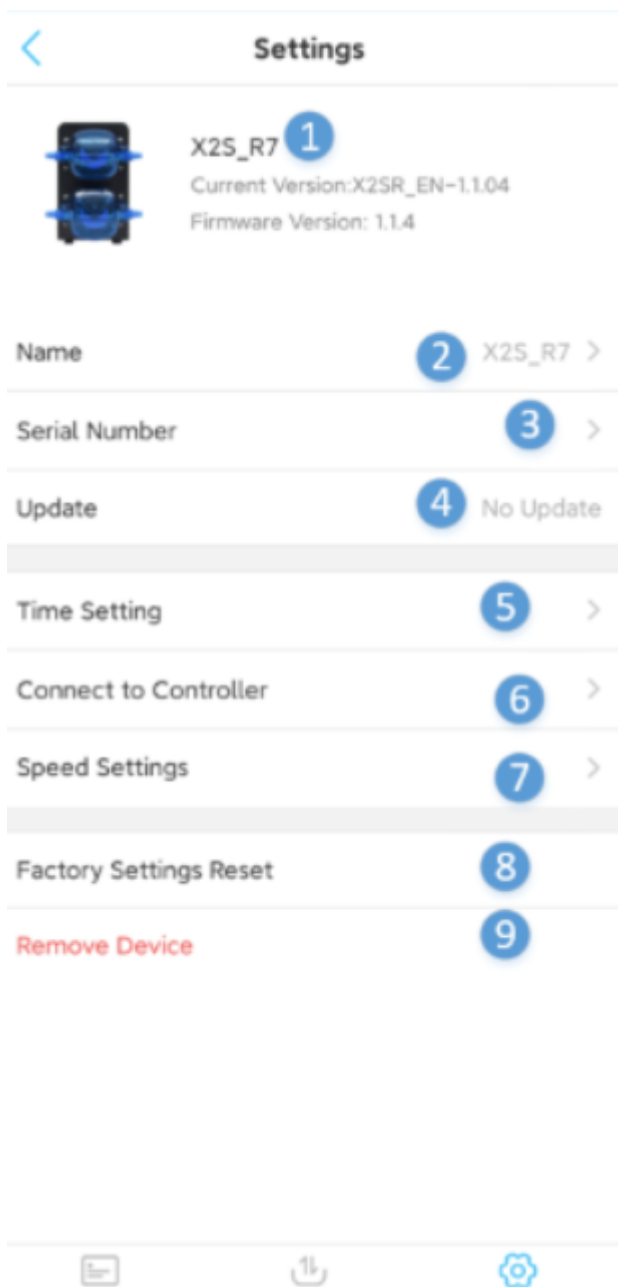 Settings
X2S_R7 1
Current Version:X2SR_EN-1.1.04
Firmware Version: 1.1.4
Name 2 X2S_R7 >
Serial Number 3 >
Update 4 No Update
Time Setting 5 >
Connect to Controller 6 >
Speed Settings 7 >
Factory Settings Reset 8
Remove Device 9